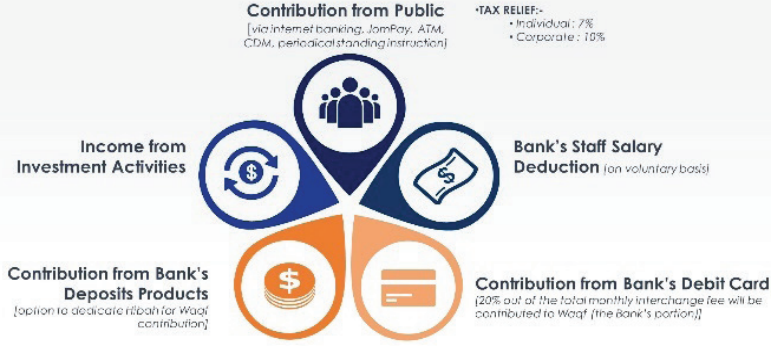 Contribution from Public
[via internet banking, JomPay, ATM,
CDM, periodical standing instruction]
•TAX RELIEF:-
• Individual : 7%
• Corporate : 10%
Income from
Investment Activities
Bank's Staff Salary
Deduction (on voluntary basis)
Contribution from Bank's
Deposits Products
[option to dedicate Hibah for Waqf
contribution]
Contribution from Bank's Debit Card
[20% out of the total monthly interchange fee will be
contributed to Waqf (the Bank's portion)]